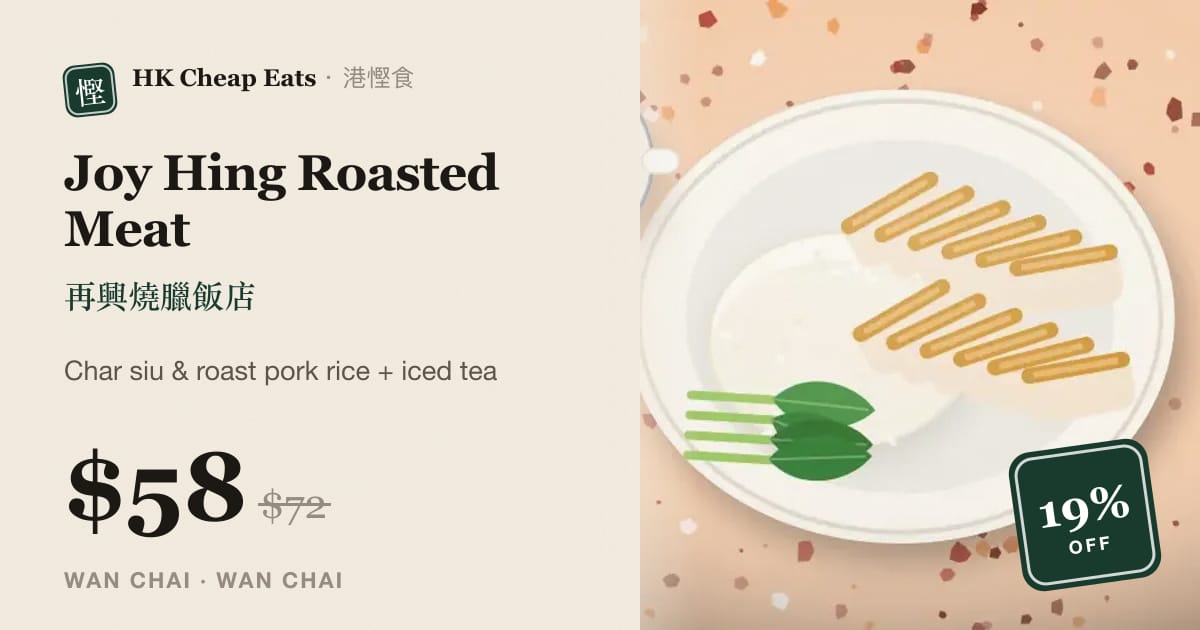 慳
HK Cheap Eats · 港慳食
Joy Hing Roasted
Meat
再興燒臘飯店
Char siu & roast pork rice + iced tea
$58 $72
WAN CHAI · WAN CHAI
19%
OFF